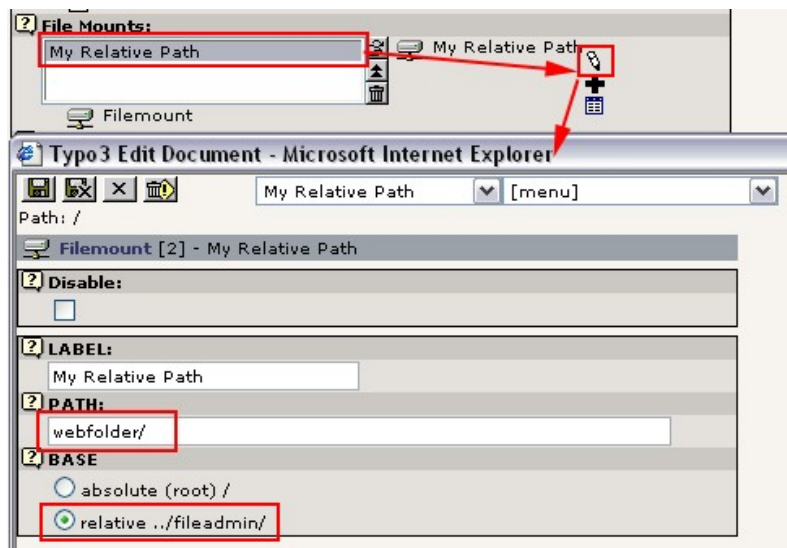 File Mounts:
My Relative Path
My Relative Path
Filemount
Typo3 Edit Document - Microsoft Internet Explorer
My Relative Path
[menu]
Path: /
Filemount [2] - My Relative Path
Disable:
LABEL:
My Relative Path
PATH:
webfolder/
BASE
absolute (root) /
relative ../fileadmin/